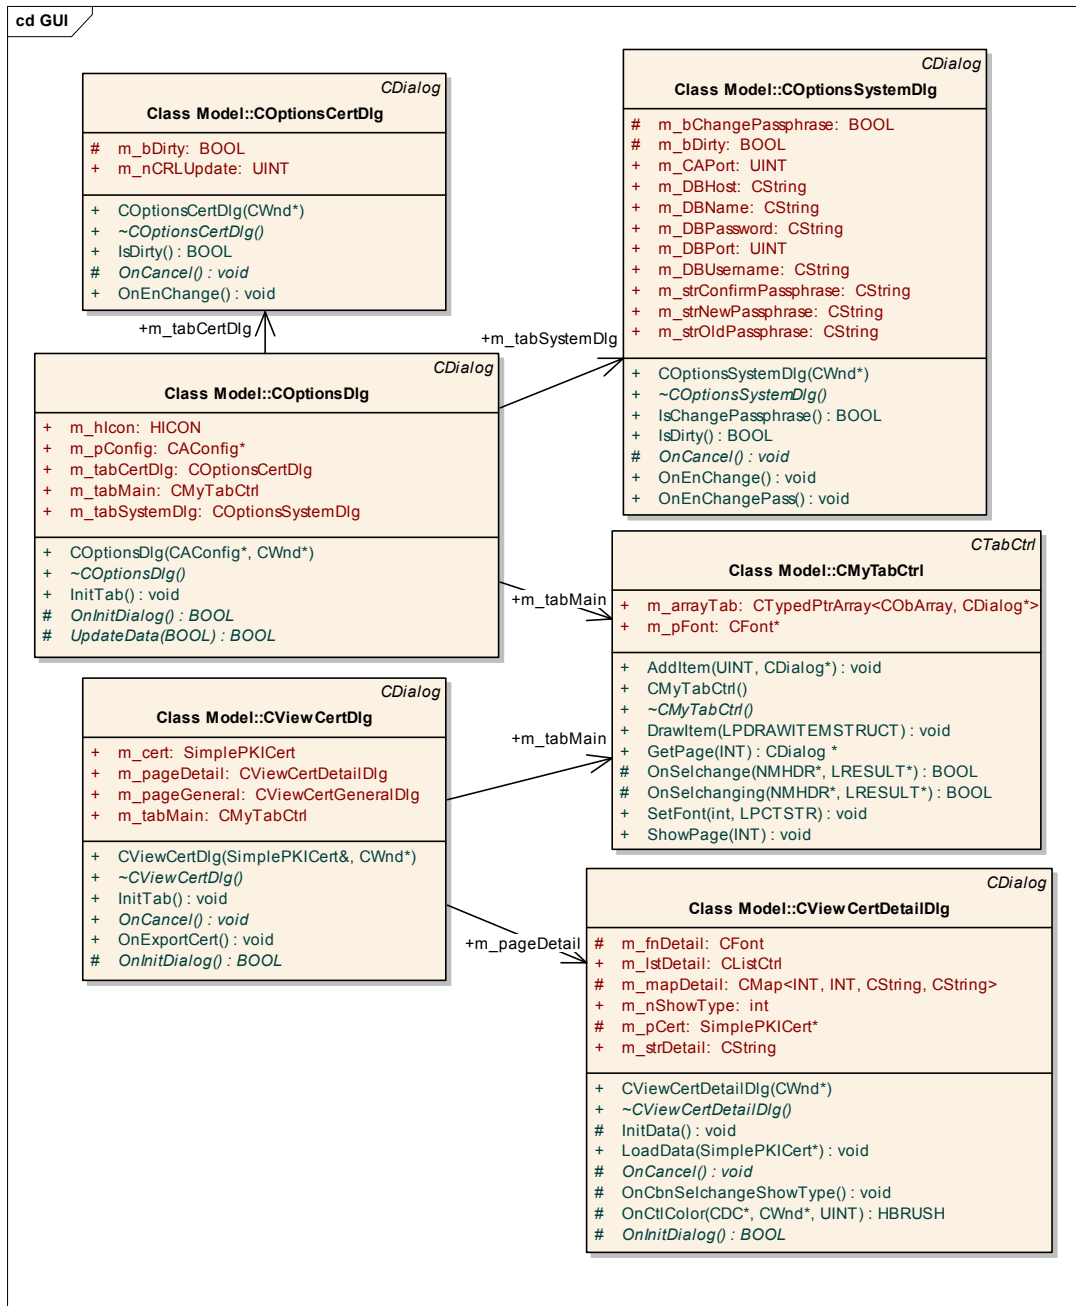 cd GUI
CDialog
Class Model::COptionsCertDlg
# m_bDirty: BOOL
+ m_nCRLUpdate: UINT
+ COptionsCertDlg(CWnd*)
+ ~COptionsCertDlg()
+ IsDirty() : BOOL
# OnCancel() : void
+ OnEnChange() : void
+m_tabCertDlg
CDialog
Class Model::COptionsSystemDlg
# m_bChangePassphrase: BOOL
# m_bDirty: BOOL
+ m_CAPort: UINT
+ m_DBHost: CString
+ m_DBName: CString
+ m_DBPassword: CString
+ m_DBPort: UINT
+ m_DBUsername: CString
+ m_strConfirmPassphrase: CString
+ m_strNewPassphrase: CString
+ m_strOldPassphrase: CString
+ COptionsSystemDlg(CWnd*)
+ ~COptionsSystemDlg()
+ IsChangePassphrase() : BOOL
+ IsDirty() : BOOL
# OnCancel() : void
+ OnEnChange() : void
+ OnEnChangePass() : void
+m_tabSystemDlg
CDialog
Class Model::COptionsDlg
+ m_hIcon: HICON
+ m_pConfig: CAConfig*
+ m_tabCertDlg: COptionsCertDlg
+ m_tabMain: CMyTabCtrl
+ m_tabSystemDlg: COptionsSystemDlg
+ COptionsDlg(CAConfig*, CWnd*)
+ ~COptionsDlg()
+ InitTab() : void
# OnInitDialog() : BOOL
# UpdateData(BOOL) : BOOL
+m_tabMain
CTabCtrl
Class Model::CMyTabCtrl
+ m_arrayTab: CTypedPtrArray<CObArray, CDialog*>
+ m_pFont: CFont*
+ AddItem(UINT, CDialog*) : void
+ CMyTabCtrl()
+ ~CMyTabCtrl()
+ DrawItem(LPDRAWITEMSTRUCT) : void
+ GetPage(INT) : CDialog *
# OnSelchange(NMHDR*, LRESULT*) : BOOL
# OnSelchanging(NMHDR*, LRESULT*) : BOOL
+ SetFont(int, LPCTSTR) : void
+ ShowPage(INT) : void
CDialog
Class Model::CViewCertDlg
+ m_cert: SimplePKICert
+ m_pageDetail: CViewCertDetailDlg
+ m_pageGeneral: CViewCertGeneralDlg
+ m_tabMain: CMyTabCtrl
+ CViewCertDlg(SimplePKICert&, CWnd*)
+ ~CViewCertDlg()
+ InitTab() : void
+ OnCancel() : void
+ OnExportCert() : void
# OnInitDialog() : BOOL
+m_tabMain
+m_pageDetail
CDialog
Class Model::CViewCertDetailDlg
# m_fnDetail: CFont
+ m_lstDetail: CListCtrl
# m_mapDetail: CMap<INT, INT, CString, CString>
+ m_nShowType: int
# m_pCert: SimplePKICert*
+ m_strDetail: CString
+ CViewCertDetailDlg(CWnd*)
+ ~CViewCertDetailDlg()
# InitData() : void
+ LoadData(SimplePKICert*) : void
# OnCancel() : void
# OnCbnSelchangeShowType() : void
# OnCtlColor(CDC*, CWnd*, UINT) : HBRUSH
# OnInitDialog() : BOOL